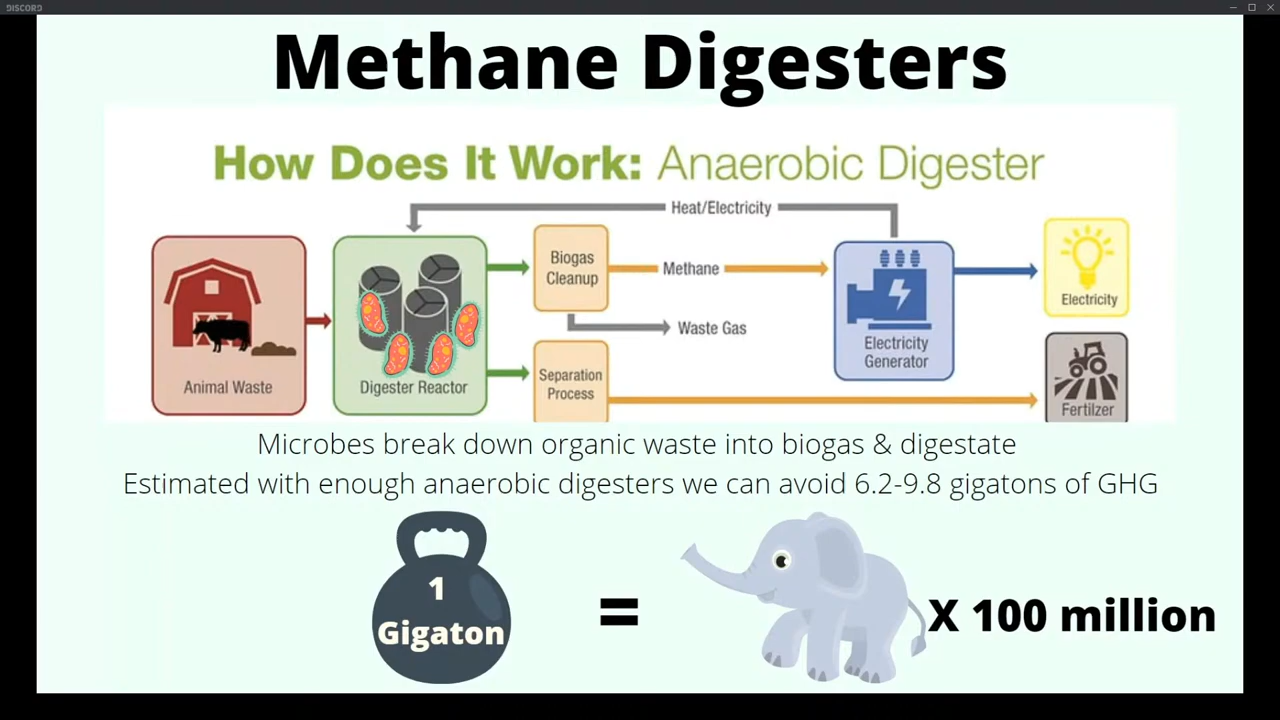 DISCORD
Methane Digesters
How Does It Work: Anaerobic Digester
Heat/Electricity
Biogas
Cleanup
Methane
Waste Gas
Animal Waste
Digester Reactor
Separation
Process
Electricity
Generator
Electricity
Fertilzer
Microbes break down organic waste into biogas & digestate
Estimated with enough anaerobic digesters we can avoid 6.2-9.8 gigatons of GHG
1
Gigaton
=
X 100 million